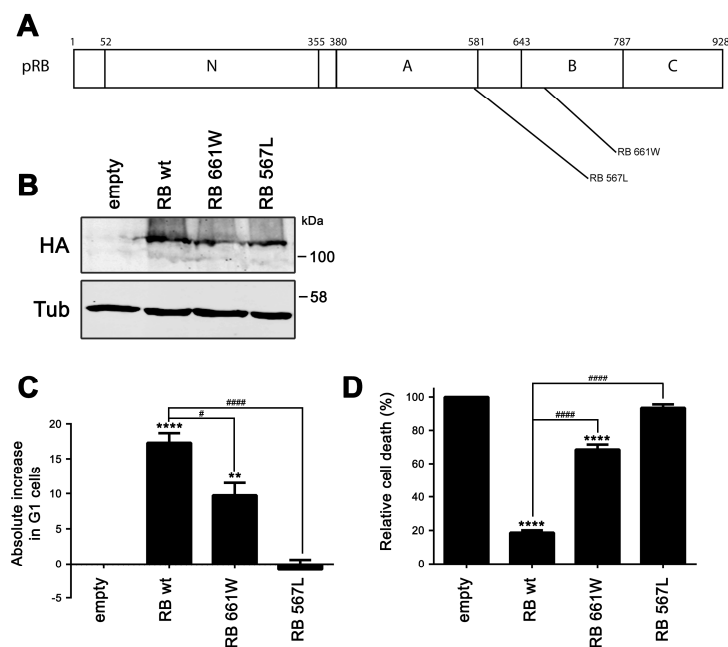 A
1 52 355 380 581 643 787 928
pRB N A B C
RB 661W
RB 567L
B
empty RB wt RB 661W RB 567L
kDa
HA
100
58
Tub
C
####
#
****
**
Absolute increase
in G1 cells
20
15
10
5
0
-5
empty RB wt RB 661W RB 567L
D
####
####
****
****
Relative cell death (%)
100
80
60
40
20
0
empty RB wt RB 661W RB 567L